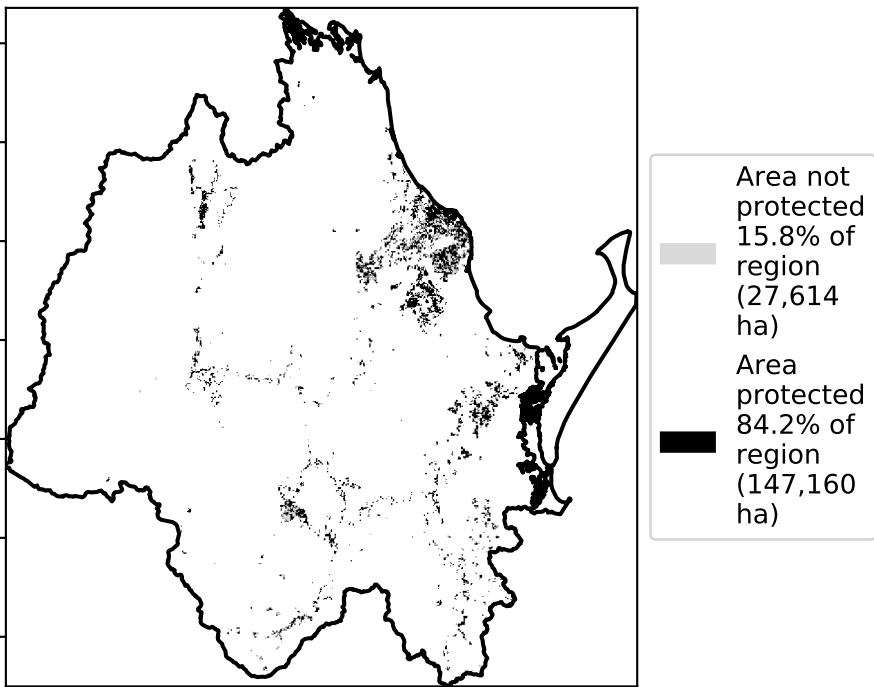 Area not
protected
15.8% of
region
(27,614
ha)
Area
protected
84.2% of
region
(147,160
ha)